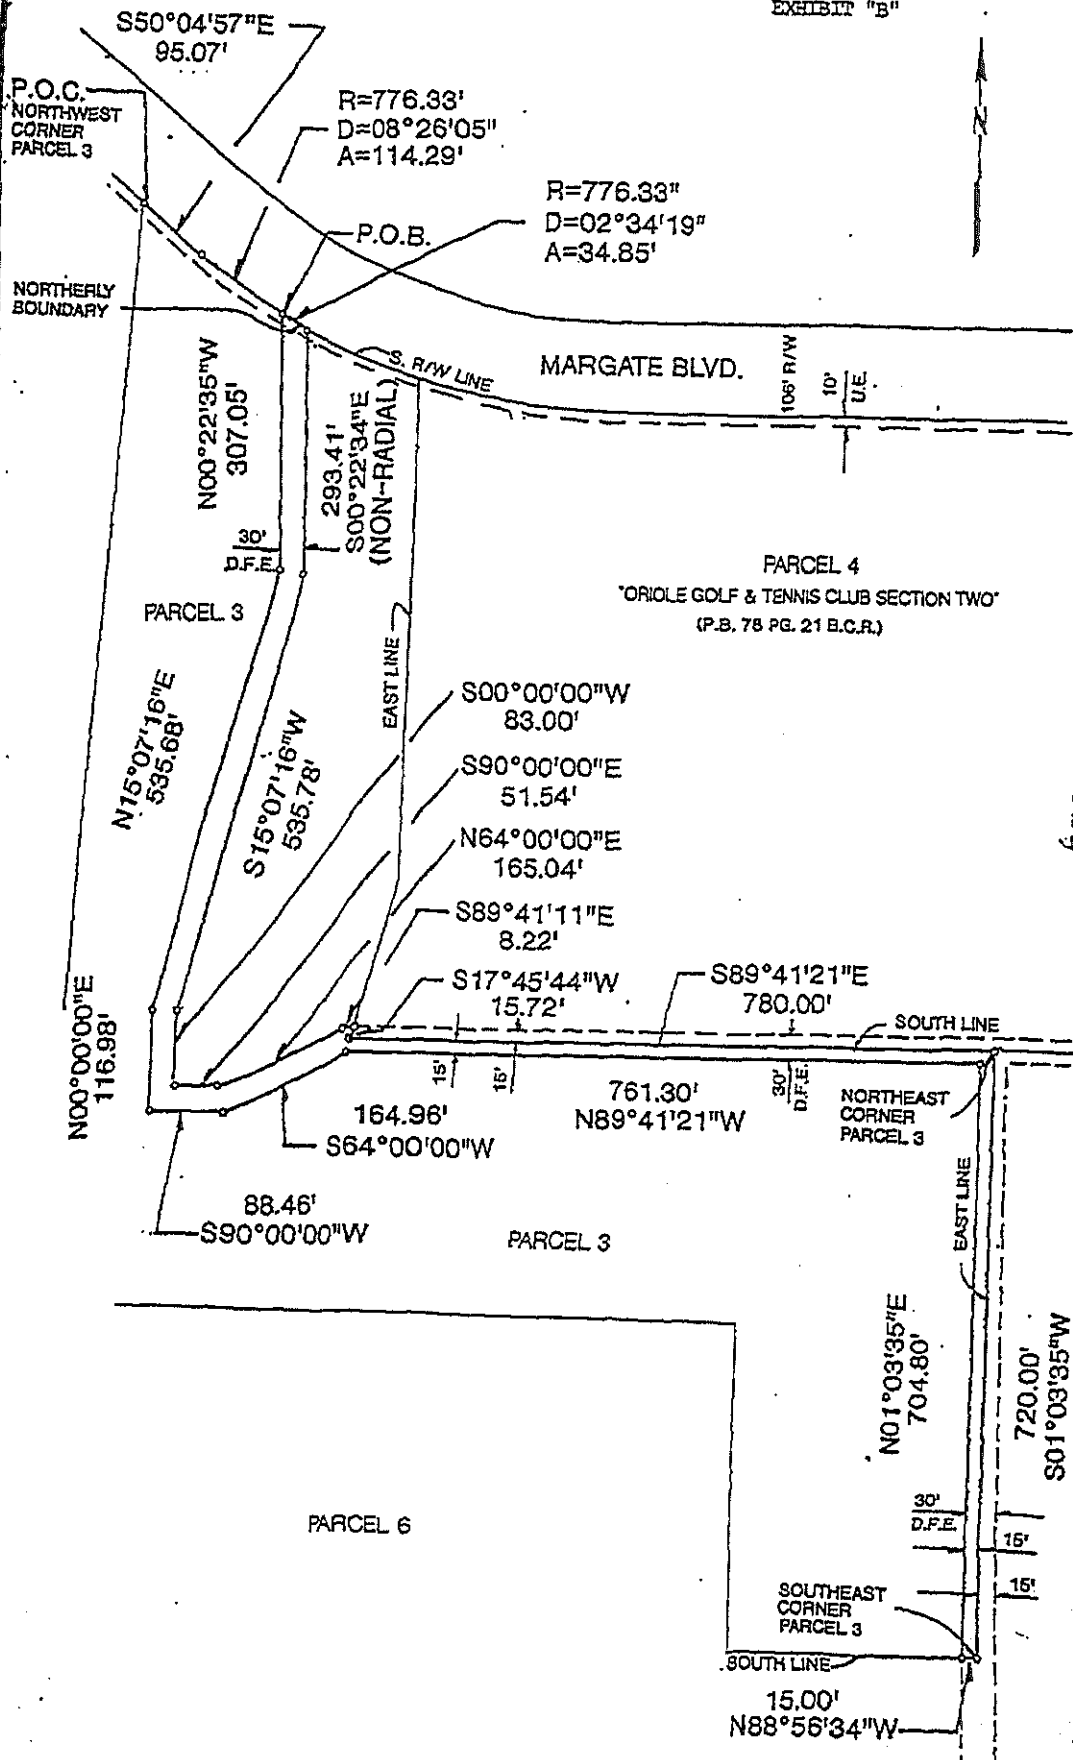 EXHIBIT "B"
S50°04'57"E
95.07'
P.O.C.
NORTHWEST
CORNER
PARCEL 3
R=776.33'
D=08°26'05"
A=114.29'
R=776.33"
D=02°34'19"
A=34.85'
P.O.B.
N
NORTHERLY
BOUNDARY
S. R/W LINE
MARGATE BLVD.
106' R/W
10'
U.E.
N00°22'35"W
307.05'
293.41'
S00°22'34"E
(NON-RADIAL)
30'
D.F.E.
PARCEL 3
PARCEL 4
"ORIOLE GOLF & TENNIS CLUB SECTION TWO"
(P.B. 78 PG. 21 B.C.R.)
EAST LINE
N15°07'16"E
535.68'
S15°07'16"W
535.78'
S00°00'00"W
83.00'
S90°00'00"E
51.54'
N64°00'00"E
165.04'
S89°41'11"E
8.22'
S17°45'44"W
15.72'
S89°41'21"E
780.00'
SOUTH LINE
N00°00'00"E
116.98'
15'
15'
30'
D.F.E.
761.30'
N89°41'21"W
NORTHEAST
CORNER
PARCEL 3
164.96'
S64°00'00"W
88.46'
S90°00'00"W
PARCEL 3
EAST LINE
N01°03'35"E
704.80'
720.00'
S01°03'35"W
PARCEL 6
30'
D.F.E.
15'
15'
SOUTHEAST
CORNER
PARCEL 3
SOUTH LINE
15.00'
N88°56'34"W